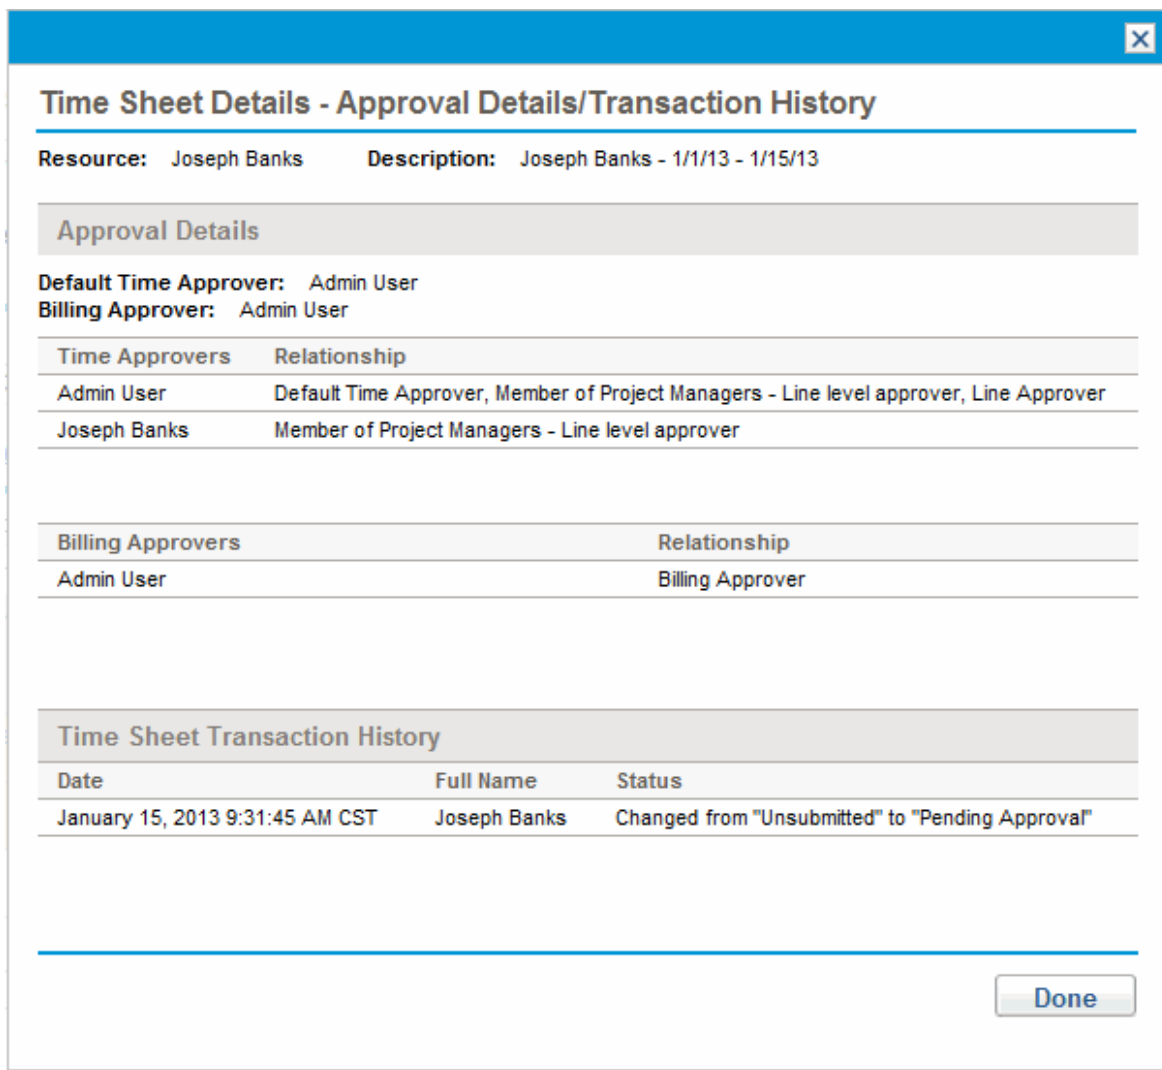 Time Sheet Details - Approval Details/Transaction History
Resource: Joseph Banks Description: Joseph Banks - 1/1/13 - 1/15/13
Approval Details
Default Time Approver: Admin User
Billing Approver: Admin User
Time Approvers Relationship
Admin User Default Time Approver, Member of Project Managers - Line level approver, Line Approver
Joseph Banks Member of Project Managers - Line level approver
Billing Approvers Relationship
Admin User Billing Approver
Time Sheet Transaction History
Date Full Name Status
January 15, 2013 9:31:45 AM CST Joseph Banks Changed from "Unsubmitted" to "Pending Approval"
Done